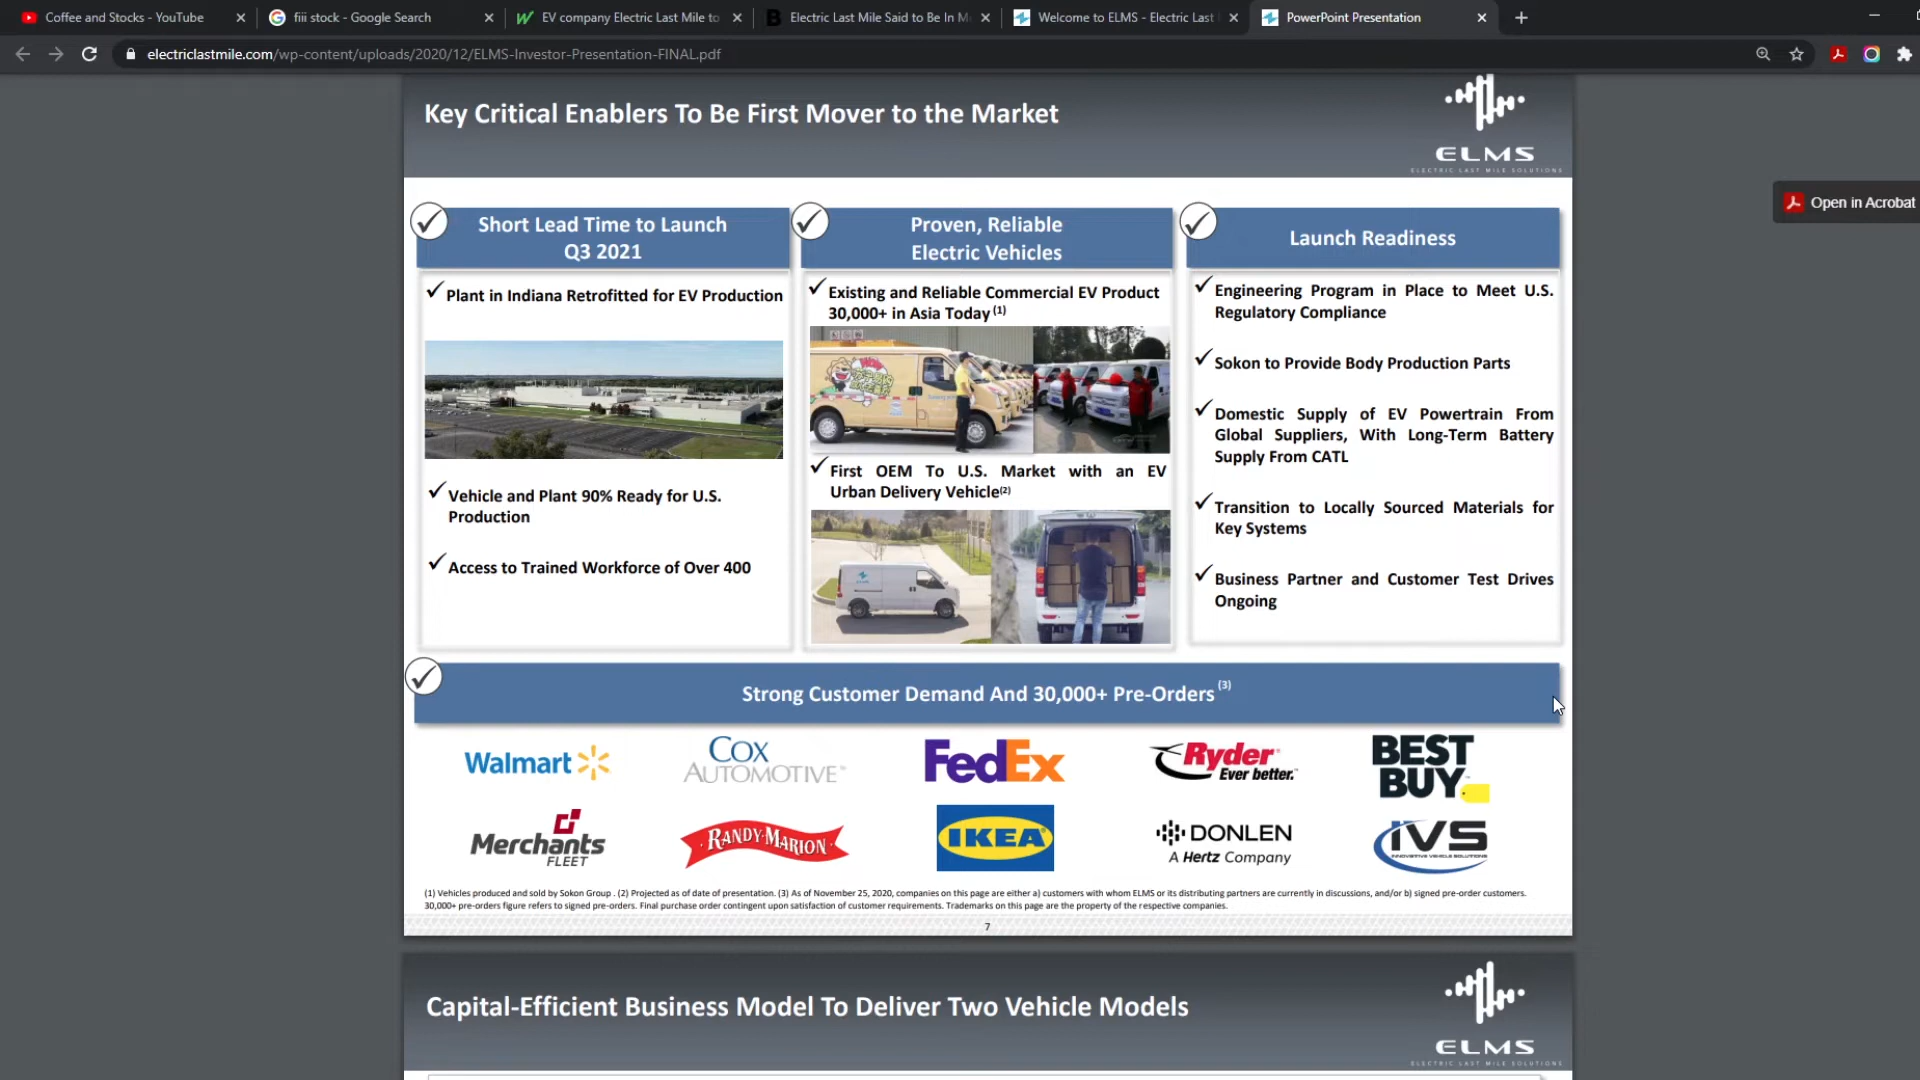 Coffee and Stocks - YouTube
fiii stock - Google Search
EV company Electric Last Mile to
Electric Last Mile Said to Be In M
Welcome to ELMS - Electric Last
PowerPoint Presentation
electriclastmile.com/wp-content/uploads/2020/12/ELMS-Investor-Presentation-FINAL.pdf
Open in Acrobat
Key Critical Enablers To Be First Mover to the Market
ELMS
ELECTRIC LAST MILE SOLUTIONS
Short Lead Time to Launch
Q3 2021
Plant in Indiana Retrofitted for EV Production
Vehicle and Plant 90% Ready for U.S.
Production
Access to Trained Workforce of Over 400
Proven, Reliable
Electric Vehicles
Existing and Reliable Commercial EV Product
30,000+ in Asia Today (1)
First OEM To U.S. Market with an EV
Urban Delivery Vehicle(2)
Launch Readiness
Engineering Program in Place to Meet U.S.
Regulatory Compliance
Sokon to Provide Body Production Parts
Domestic Supply of EV Powertrain From
Global Suppliers, With Long-Term Battery
Supply From CATL
Transition to Locally Sourced Materials for
Key Systems
Business Partner and Customer Test Drives
Ongoing
Strong Customer Demand And 30,000+ Pre-Orders (3)
Walmart
COX
AUTOMOTIVE™
FedEx
Ryder
Ever better.
BEST
BUY
Merchants
FLEET
RANDY MARION
IKEA
DONLEN
A Hertz Company
IVS
INNOVATIVE VEHICLE SOLUTIONS
(1) Vehicles produced and sold by Sokon Group . (2) Projected as of date of presentation. (3) As of November 25, 2020, companies on this page are either a) customers with whom ELMS or its distributing partners are currently in discussions, and/or b) signed pre-order customers.
30,000+ pre-orders figure refers to signed pre-orders. Final purchase order contingent upon satisfaction of customer requirements. Trademarks on this page are the property of the respective companies.
7
Capital-Efficient Business Model To Deliver Two Vehicle Models
ELMS
ELECTRIC LAST MILE SOLUTIONS